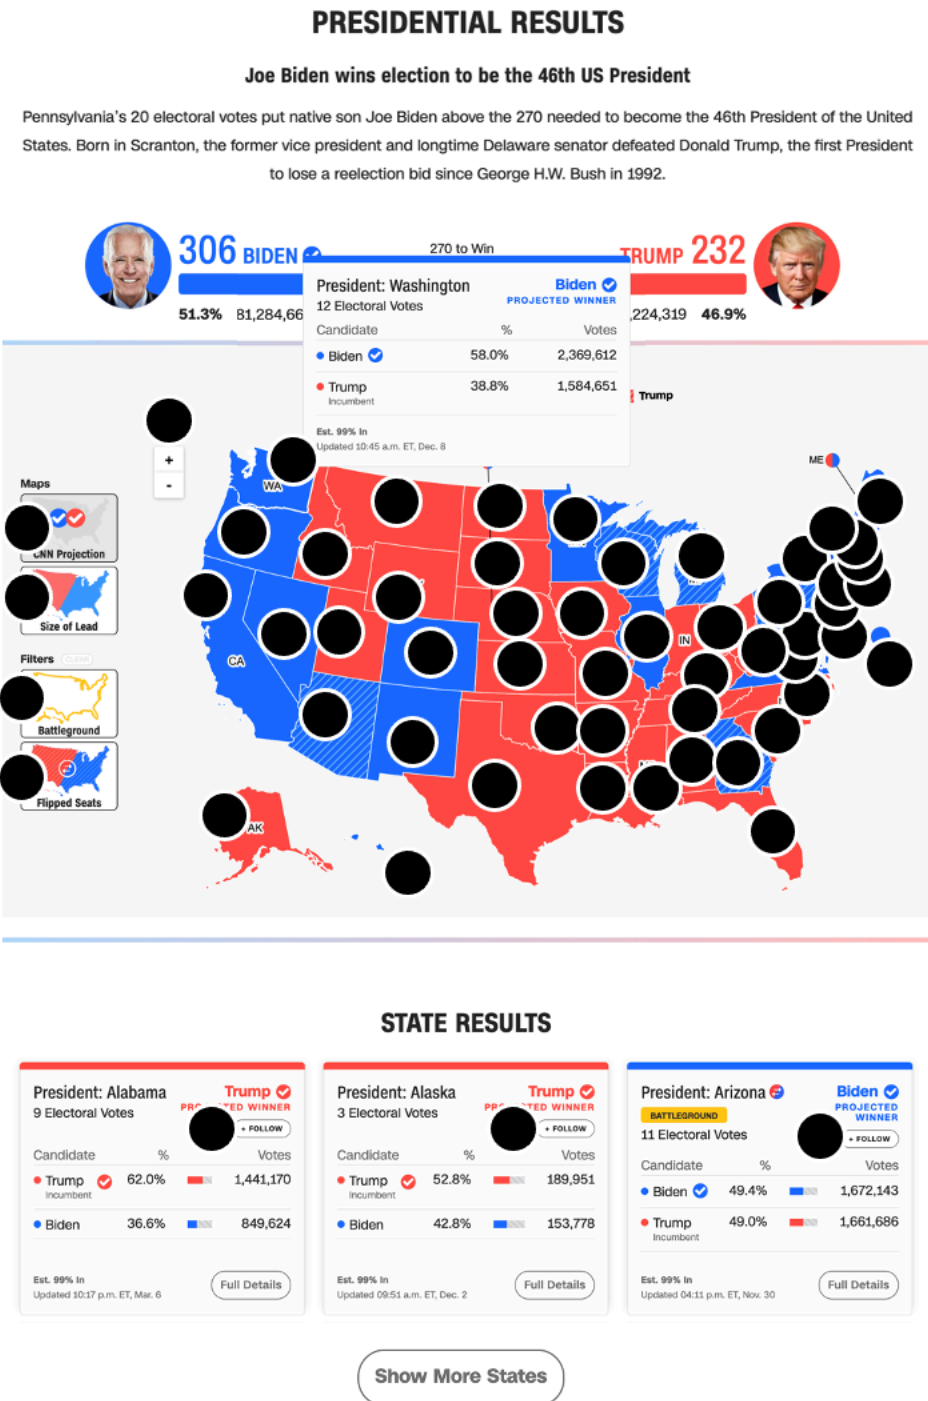 PRESIDENTIAL RESULTS
Joe Biden wins election to be the 46th US President
Pennsylvania's 20 electoral votes put native son Joe Biden above the 270 needed to become the 46th President of the United
States. Born in Scranton, the former vice president and longtime Delaware senator defeated Donald Trump, the first President
to lose a reelection bid since George H.W. Bush in 1992.
306 BIDEN
270 to Win
TRUMP 232
51.3% 81,284,66
,224,319 46.9%
President: Washington Biden
12 Electoral Votes PROJECTED WINNER
Candidate % Votes
Biden 58.0% 2,369,612
Trump 38.8% 1,584,651
Incumbent
Est. 99% In
Updated 10:45 a.m. ET, Dec. 8
Trump
+
-
ME
WA
Maps
CNN Projection
Size of Lead
Filters CLEAR
Battleground
Flipped Seats
CA
IN
AK
STATE RESULTS
President: Alabama Trump
9 Electoral Votes
TED WINNER
+ FOLLOW
Candidate % Votes
Trump 62.0% 1,441,170
Incumbent
Biden 36.6% 849,624
Est. 99% In
Updated 10:17 p.m. ET, Mar. 6
Full Details
President: Alaska Trump
3 Electoral Votes
TED WINNER
+ FOLLOW
Candidate % Votes
Trump 52.8% 189,951
Incumbent
Biden 42.8% 153,778
Est. 99% In
Updated 09:51 a.m. ET, Dec. 2
Full Details
President: Arizona Biden
BATTLEGROUND
PROJECTED
WINNER
11 Electoral Votes
+ FOLLOW
Candidate % Votes
Biden 49.4% 1,672,143
Trump 49.0% 1,661,686
Incumbent
Est. 99% In
Updated 04:11 p.m. ET, Nov. 30
Full Details
Show More States